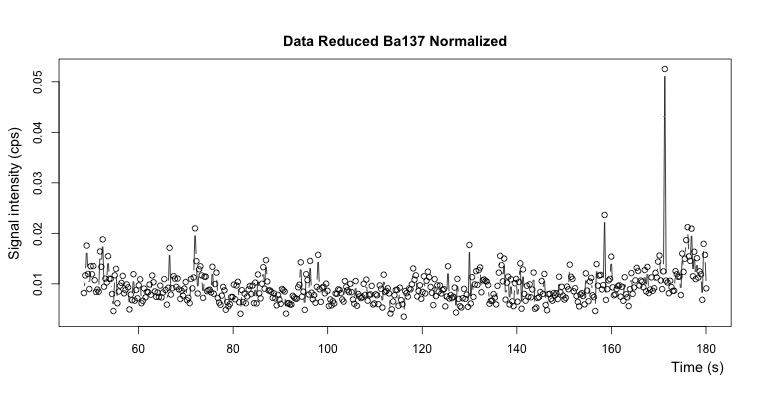 Data Reduced Ba137 Normalized
Signal intensity (cps)
0.05
0.04
0.03
0.02
0.01
60 80 100 120 140 160 180
Time (s)